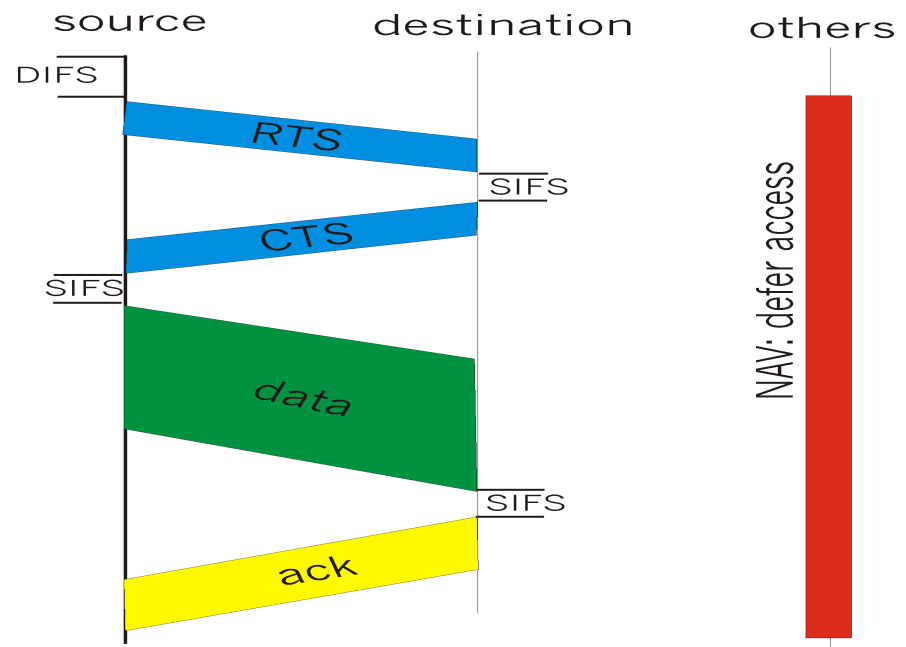 source
destination
others
DIFS
RTS
SIFS
CTS
SIFS
data
SIFS
ack
NAV: defer access